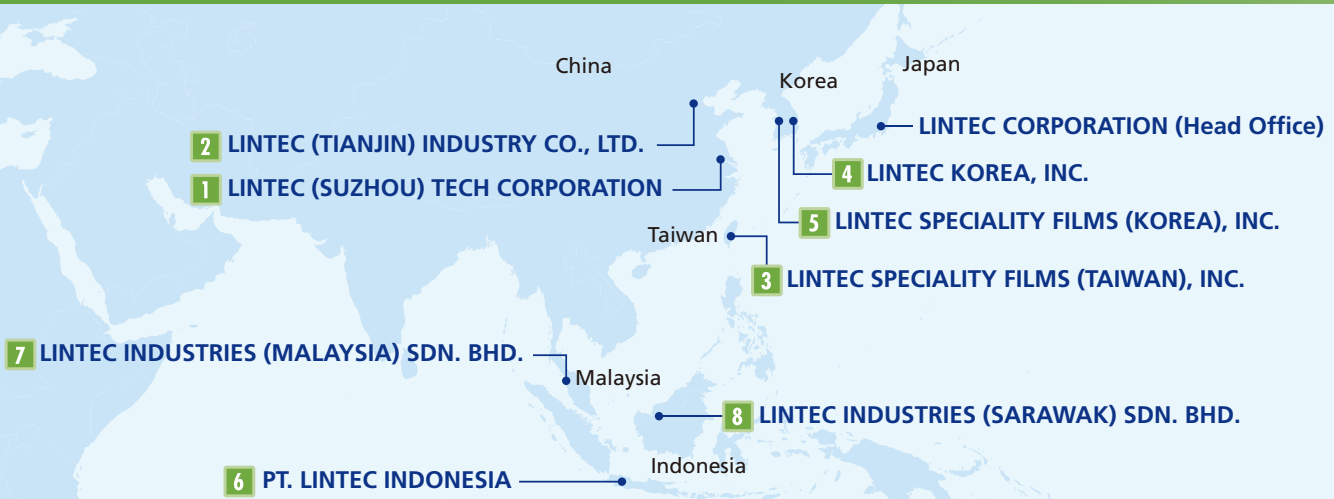 China
Korea
Japan
2 LINTEC (TIANJIN) INDUSTRY CO., LTD.
LINTEC CORPORATION (Head Office)
1 LINTEC (SUZHOU) TECH CORPORATION
4 LINTEC KOREA, INC.
5 LINTEC SPECIALITY FILMS (KOREA), INC.
Taiwan
3 LINTEC SPECIALITY FILMS (TAIWAN), INC.
7 LINTEC INDUSTRIES (MALAYSIA) SDN. BHD.
Malaysia
8 LINTEC INDUSTRIES (SARAWAK) SDN. BHD.
Indonesia
6 PT. LINTEC INDONESIA